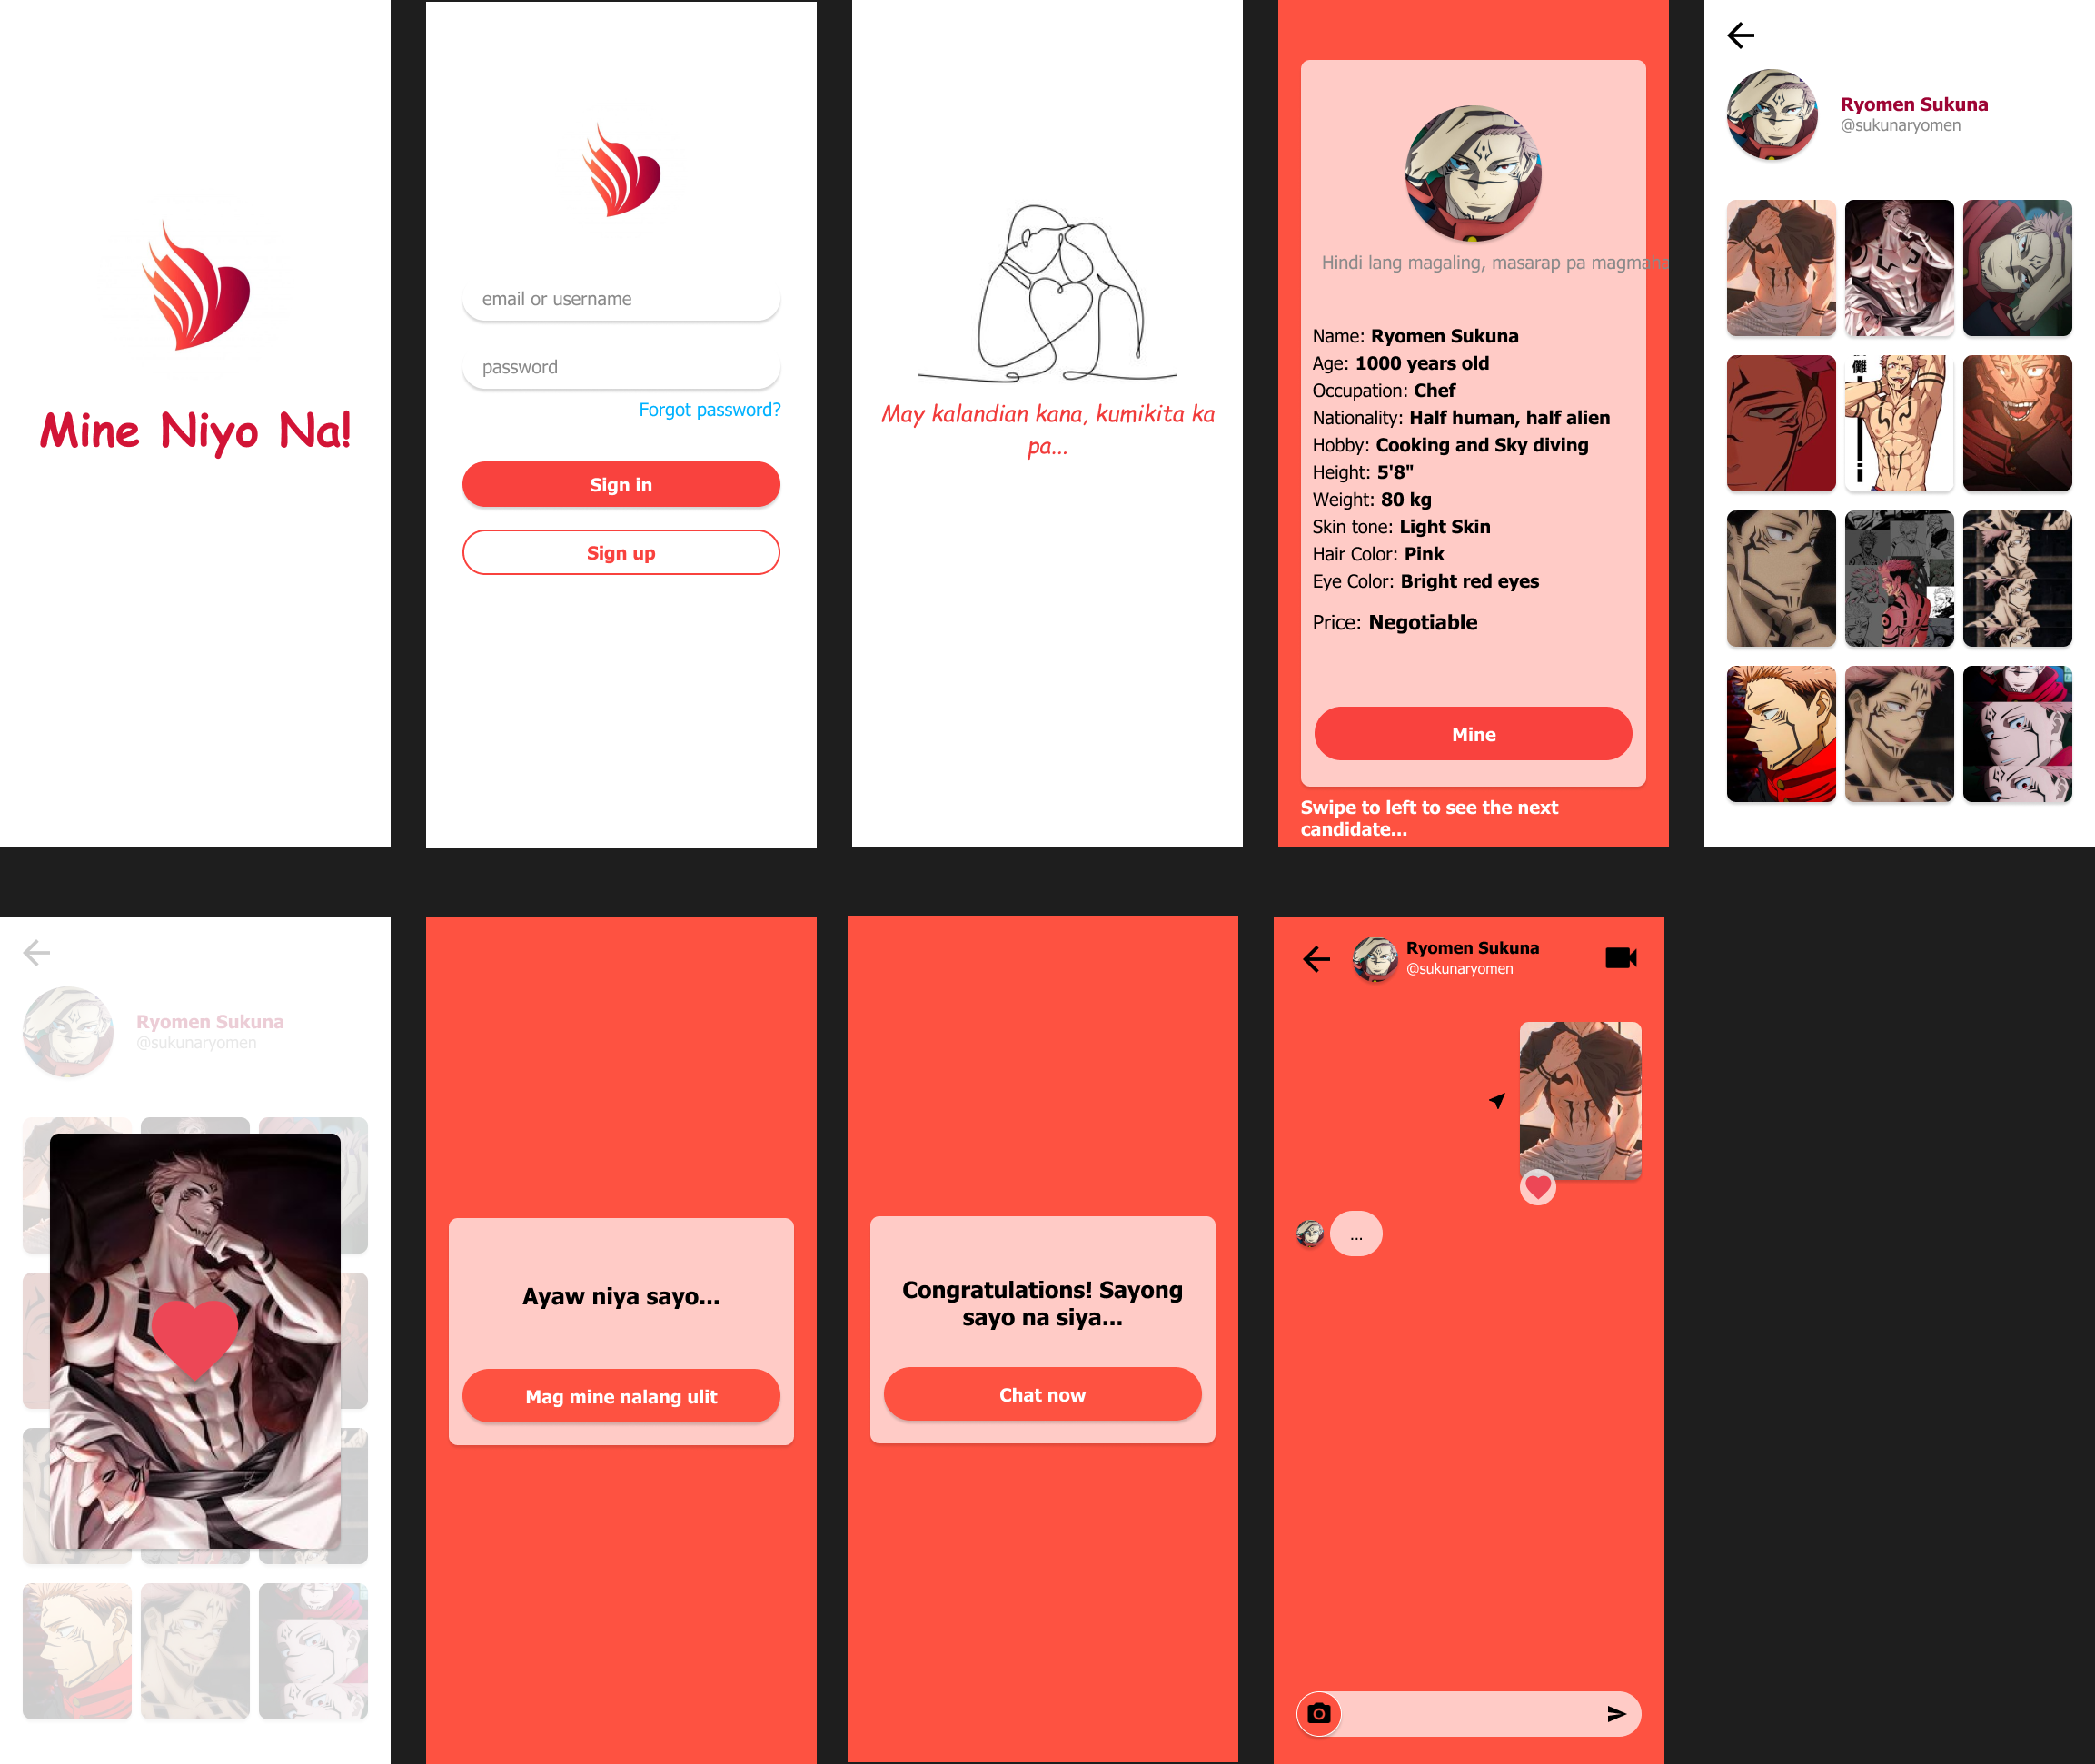 Mine Niyo Na!
email or username
password
Forgot password?
Sign in
Sign up
May kalandian kana, kumikita ka
pa...
Hindi lang magaling, masarap pa magmaha
Name: Ryomen Sukuna
Age: 1000 years old
Occupation: Chef
Nationality: Half human, half alien
Hobby: Cooking and Sky diving
Height: 5'8"
Weight: 80 kg
Skin tone: Light Skin
Hair Color: Pink
Eye Color: Bright red eyes
Price: Negotiable
Mine
Swipe to left to see the next
candidate...
Ryomen Sukuna
@sukunaryomen
Ryomen Sukuna
@sukunaryomen
Ayaw niya sayo...
Mag mine nalang ulit
Congratulations! Sayong
sayo na siya...
Chat now
Ryomen Sukuna
@sukunaryomen
...